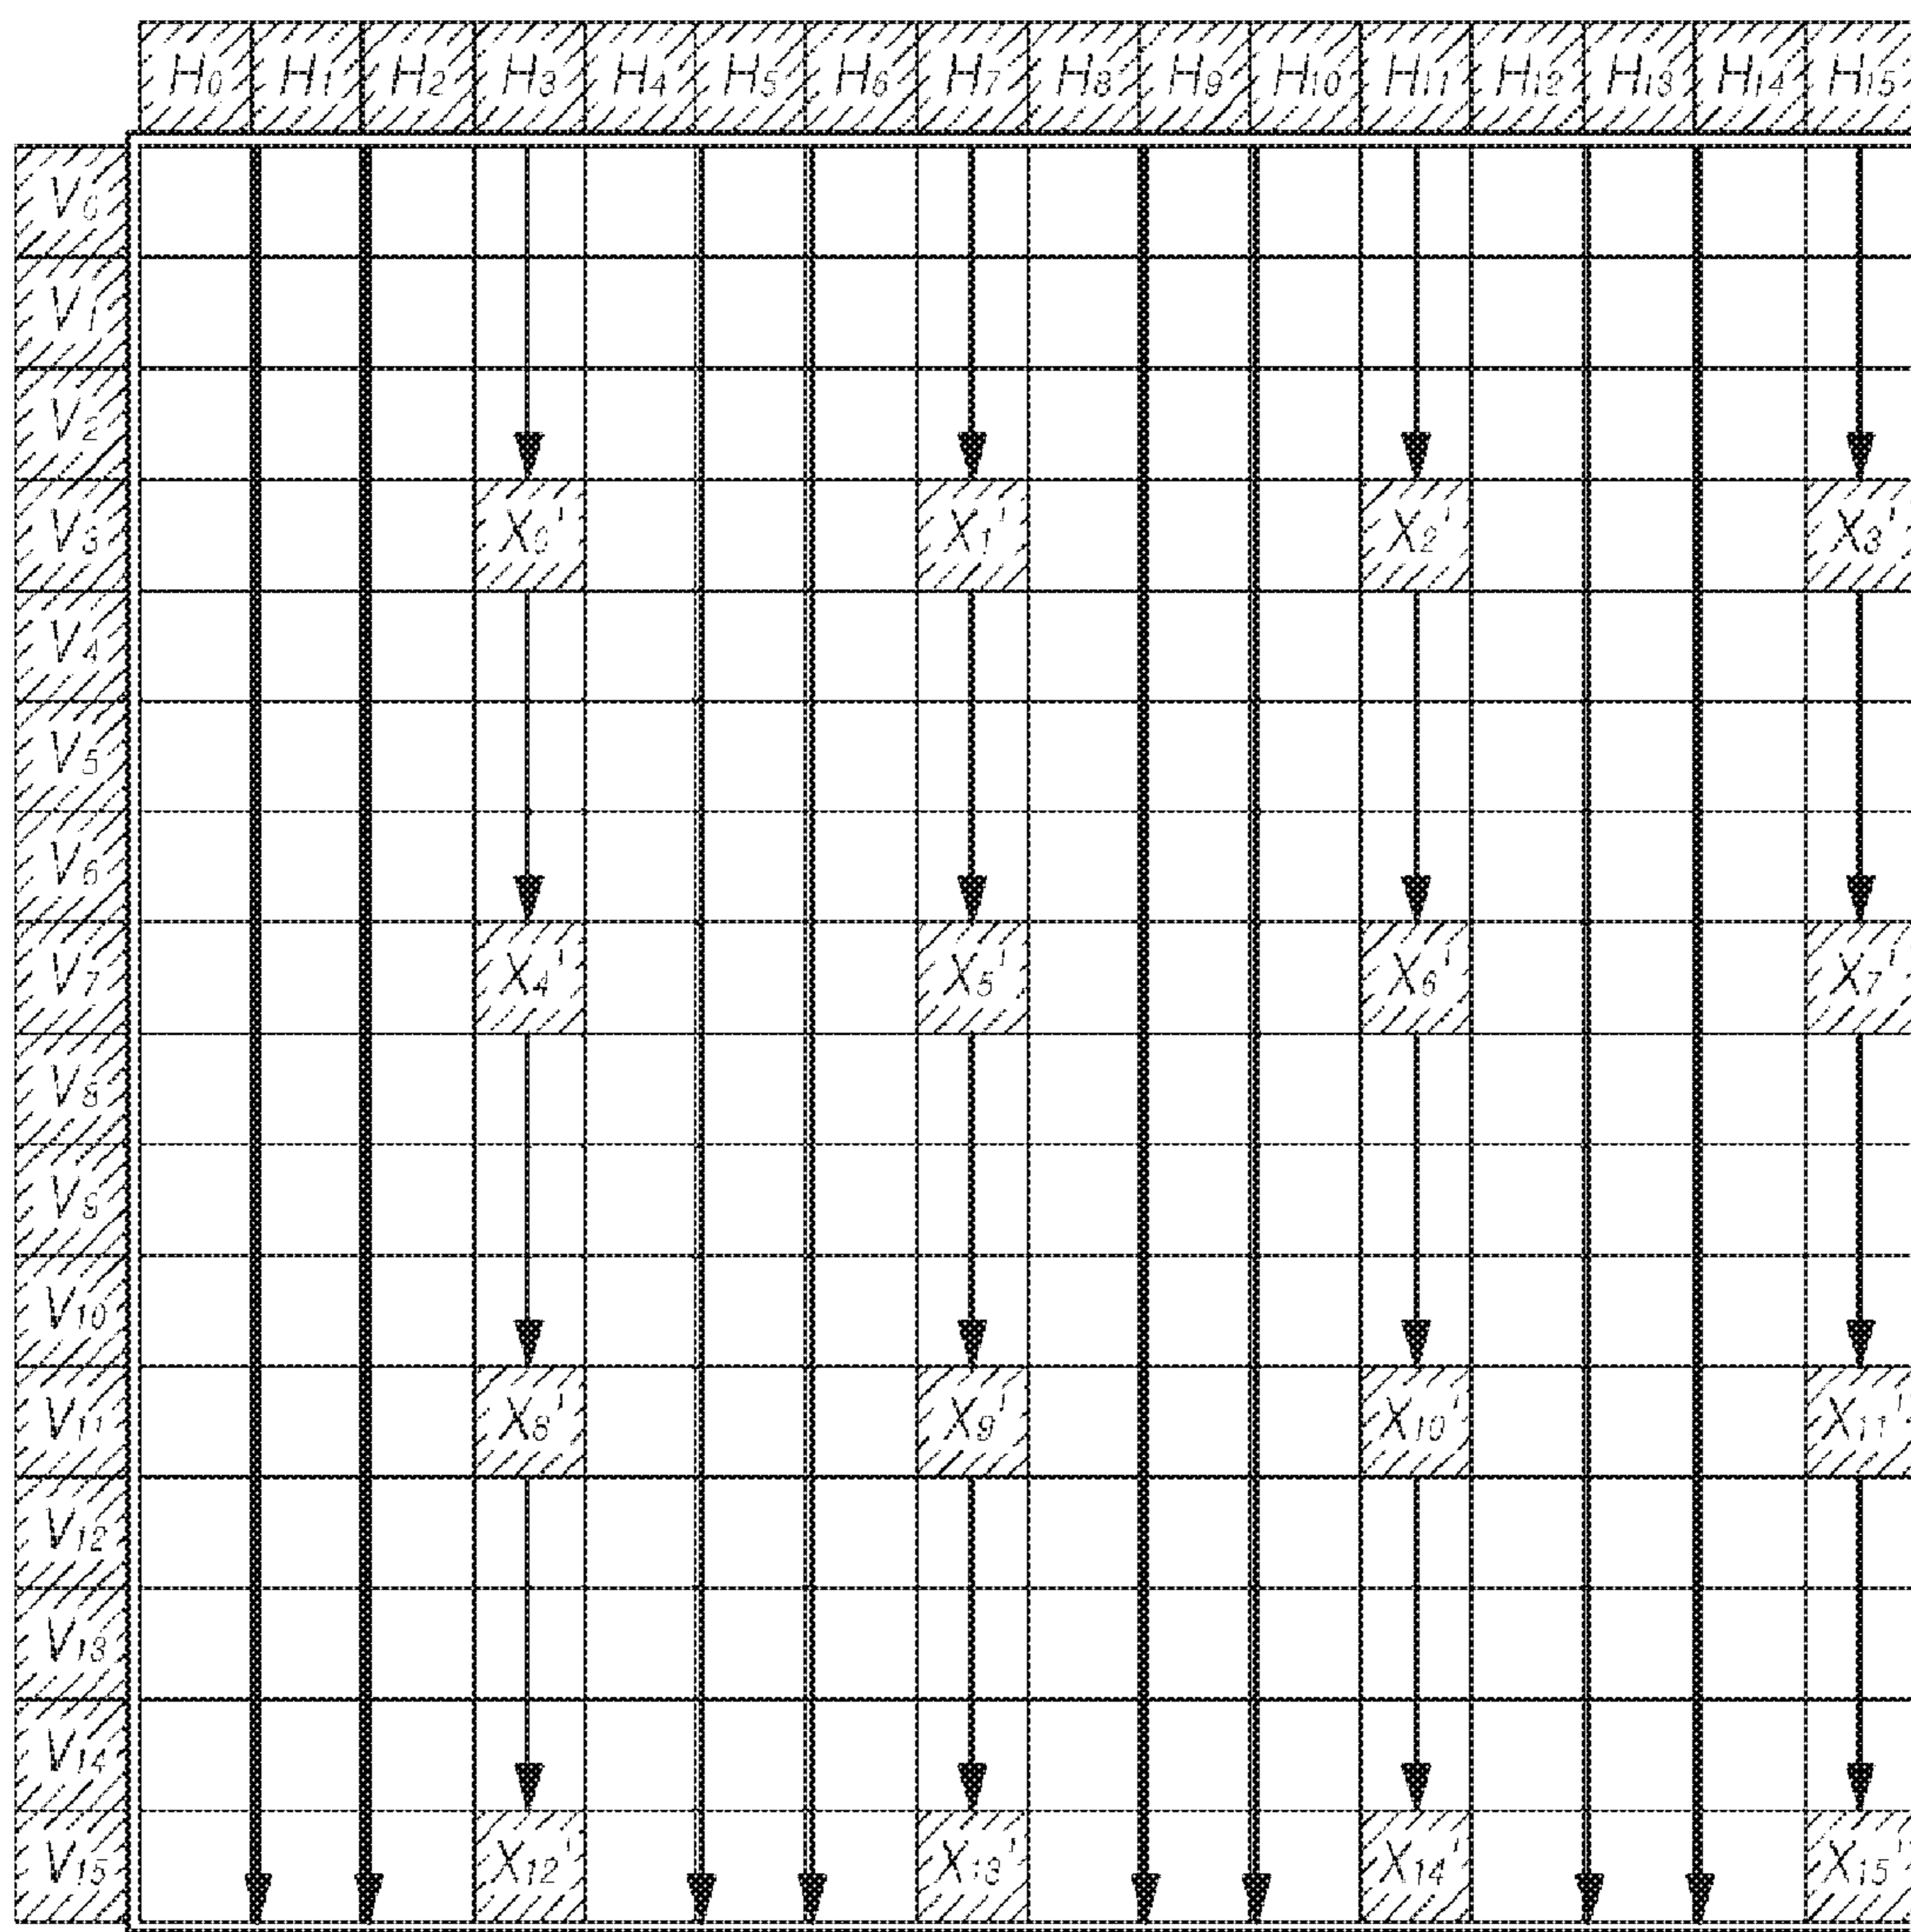 H0 H1 H2 H3 H4 H5 H6 H7 H8 H9 H10 H11 H12 H13 H14 H15
V0
V1
V2
V3 X0' X1' X2' X3'
V4
V5
V6
V7 X4' X5' X6' X7'
V8
V9
V10
V11 X8' X9' X10' X11'
V12
V13
V14
V15 X12' X13' X14' X15'